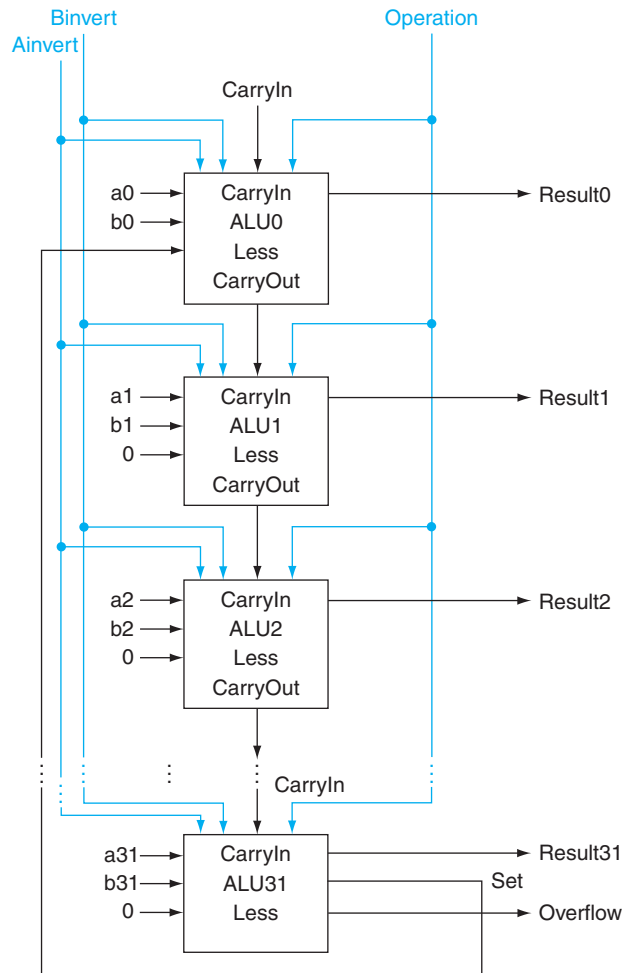 Binvert
Operation
Ainvert
CarryIn
a0
CarryIn
Result0
b0
ALU0
Less
CarryOut
a1
CarryIn
Result1
b1
ALU1
0
Less
CarryOut
a2
CarryIn
Result2
b2
ALU2
0
Less
CarryOut
CarryIn
a31
CarryIn
Result31
b31
ALU31
Set
0
Less
Overflow